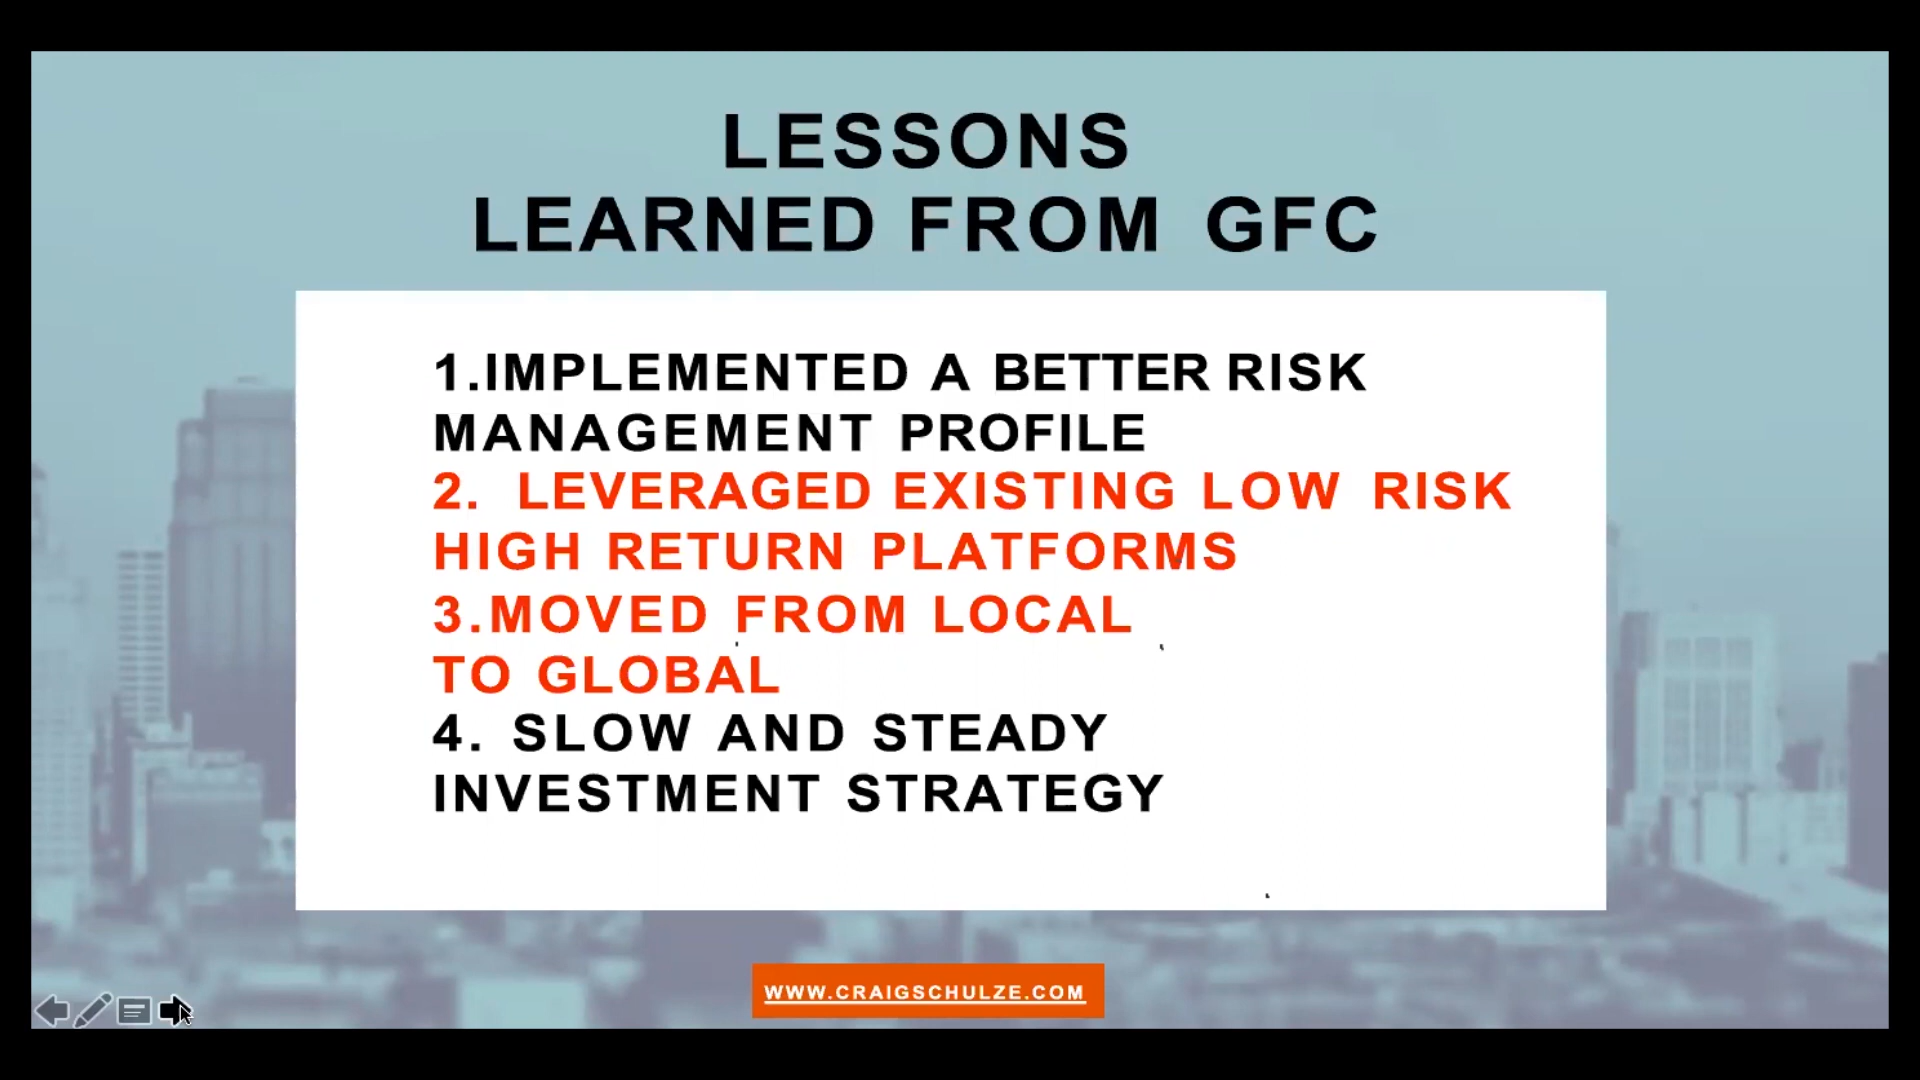 LESSONS
LEARNED FROM GFC
1.IMPLEMENTED A BETTER RISK
MANAGEMENT PROFILE
2. LEVERAGED EXISTING LOW RISK
HIGH RETURN PLATFORMS
3.MOVED FROM LOCAL
TO GLOBAL
4. SLOW AND STEADY
INVESTMENT STRATEGY
WWW.CRAIGSCHULZE.COM